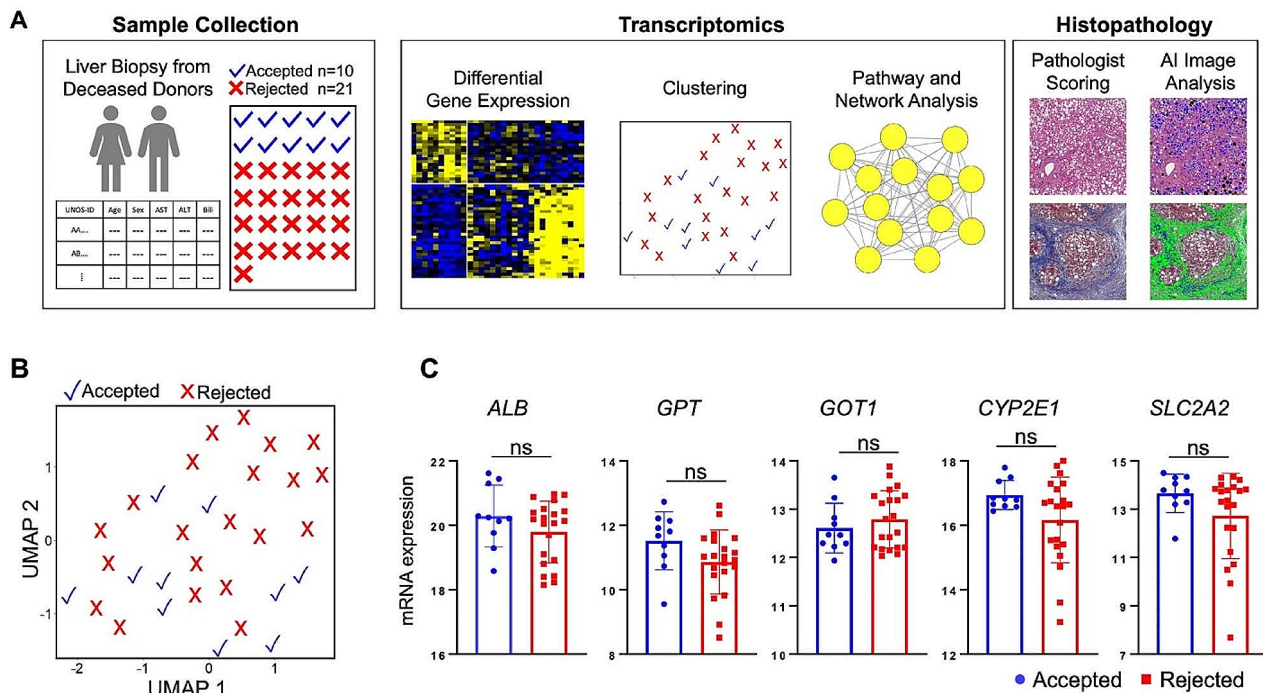 A
Sample Collection
Transcriptomics
Histopathology
Liver Biopsy from
Deceased Donors
Accepted n=10
Rejected n=21
UNOS-ID Age Sex AST ALT Bili
AA... --- --- --- --- ---
AB... --- --- --- --- ---
⋮ --- --- --- --- ---
Differential
Gene Expression
Clustering
Pathway and
Network Analysis
Pathologist
Scoring
AI Image
Analysis
B
Accepted Rejected
UMAP 2
1
0
-1
-2 -1 0 1
UMAP 1
C
mRNA expression
ALB
ns
22
20
18
16
GPT
ns
14
12
10
8
GOT1
ns
14
13
12
11
10
CYP2E1
ns
18
16
14
12
SLC2A2
ns
15
13
11
9
7
Accepted Rejected